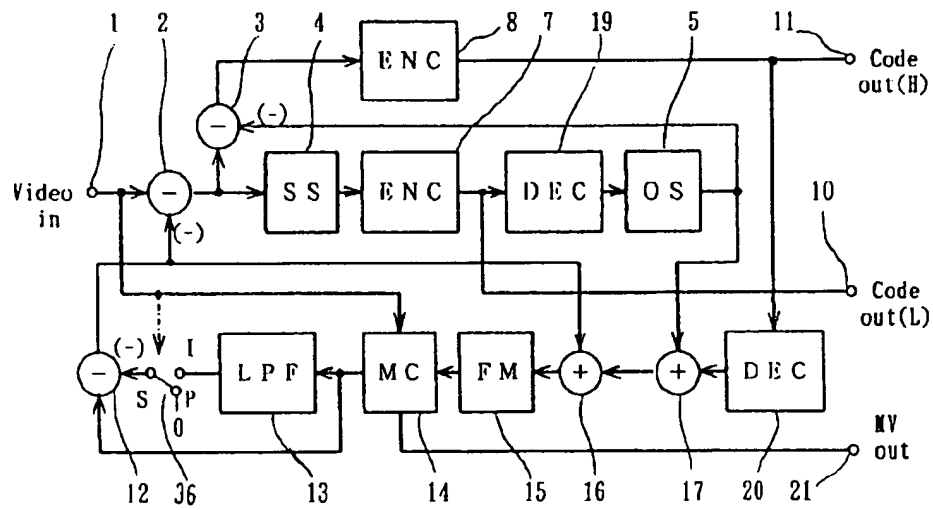 1 2 3 4 8 7 19 5 11
ENC
Code
out(H)
(-)
-
Video
in
-
SS
ENC
DEC
OS
10
(-)
Code
out(L)
(-)
I
-
S
P
O
LPF
MC
FM
+
+
DEC
MV
out
12 36 13 14 15 16 17 20 21